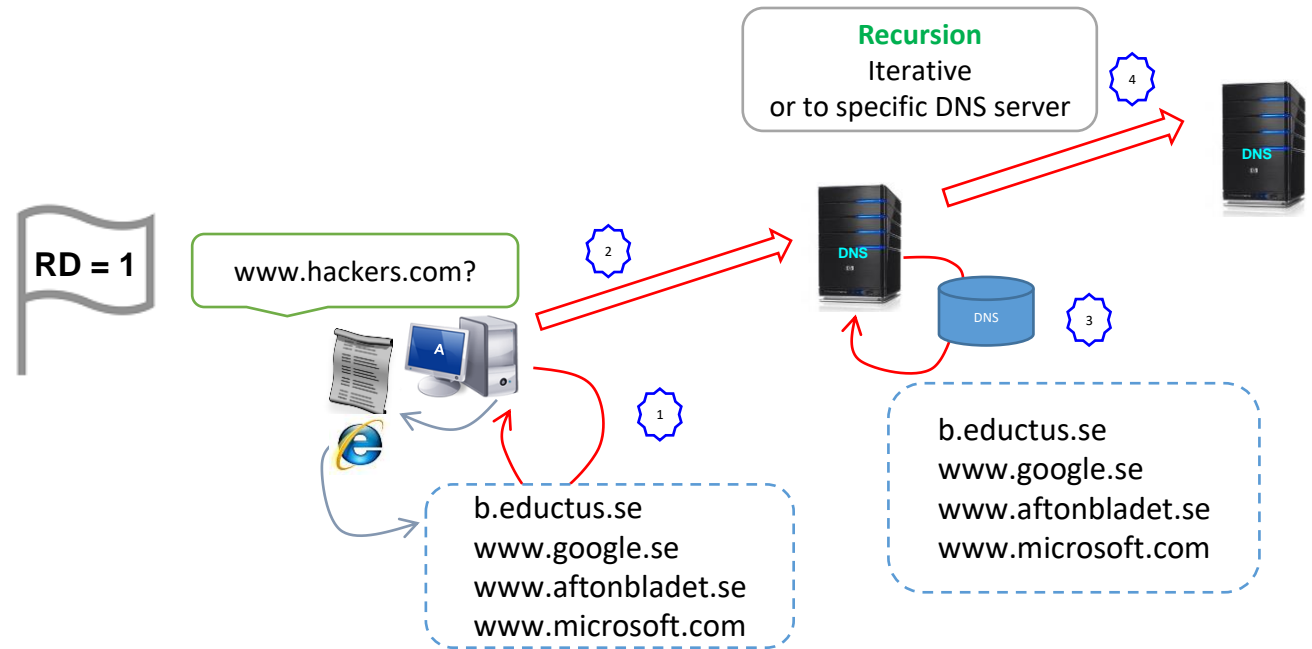 Recursion
Iterative
or to specific DNS server
4
DNS
RD = 1
www.hackers.com?
2
DNS
DNS
3
A
1
b.eductus.se
www.google.se
www.aftonbladet.se
www.microsoft.com
b.eductus.se
www.google.se
www.aftonbladet.se
www.microsoft.com